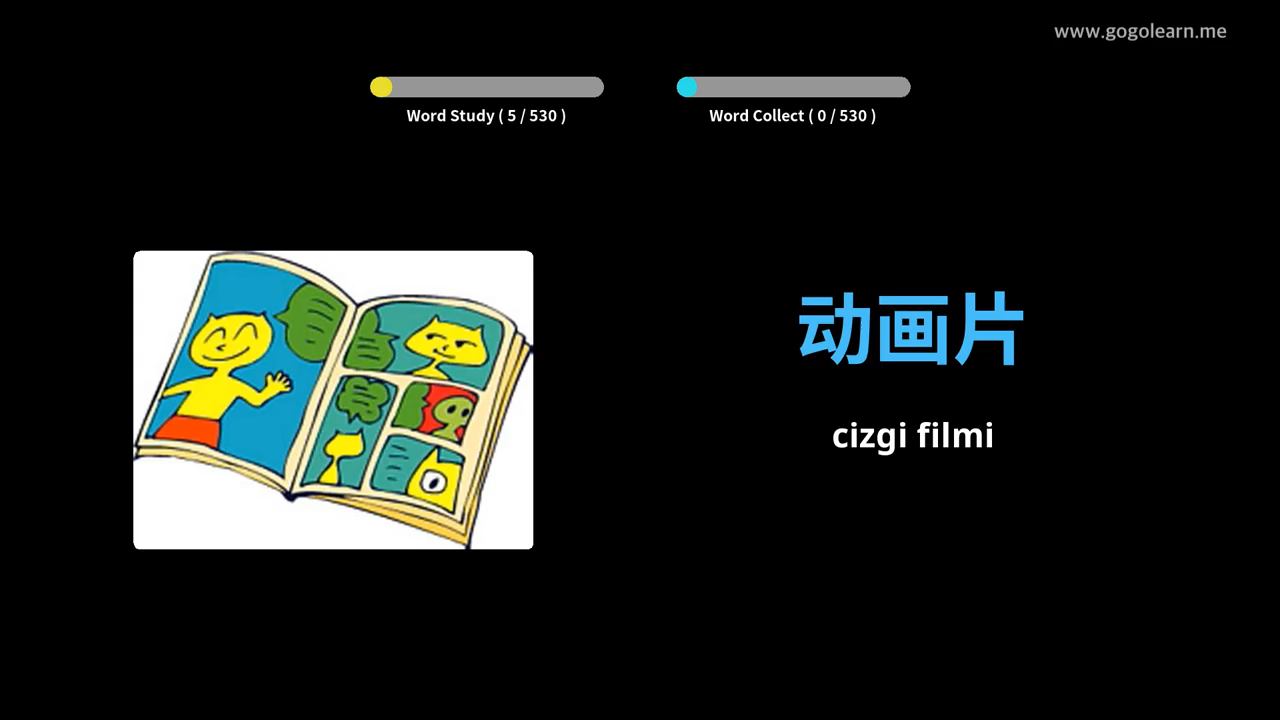 www.gogolearn.me
Word Study ( 5 / 530 )
Word Collect ( 0 / 530 )
动画片
cizgi filmi